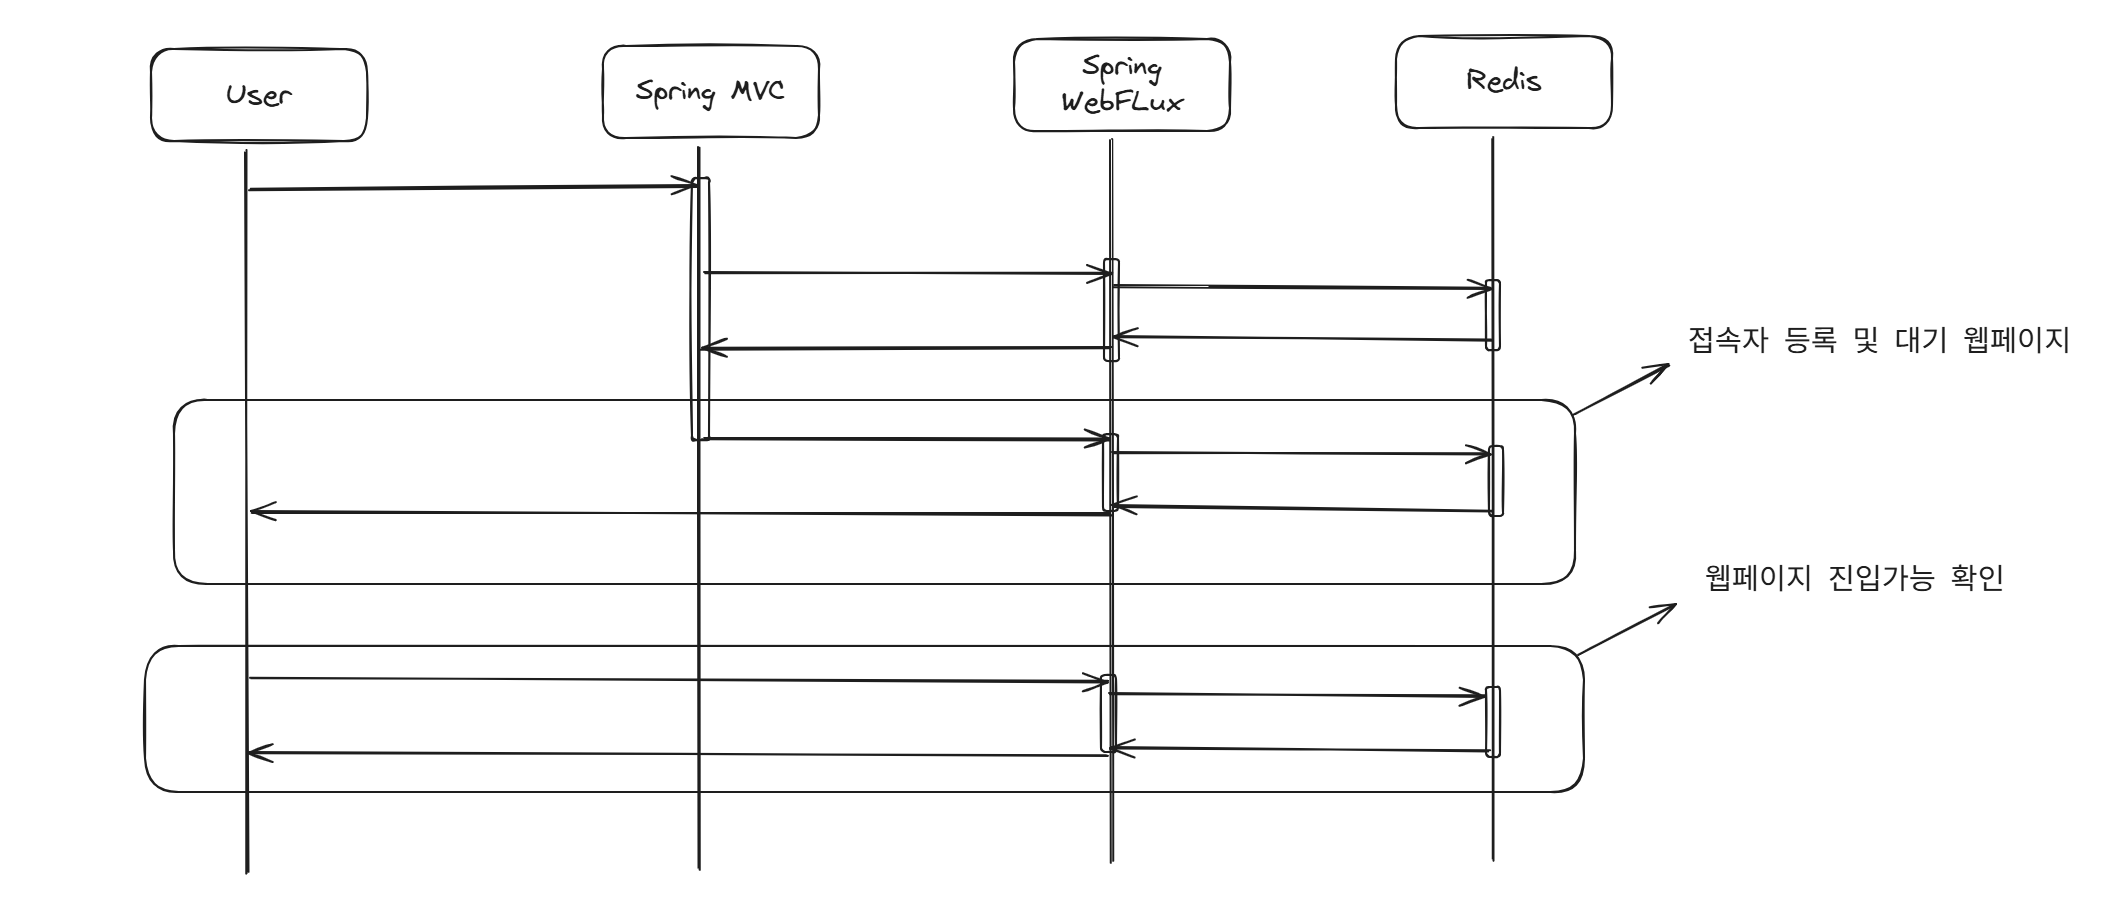 User
Spring MVC
Spring
WebFLux
Redis
접속자 등록 및 대기 웹페이지
웹페이지 진입가능 확인